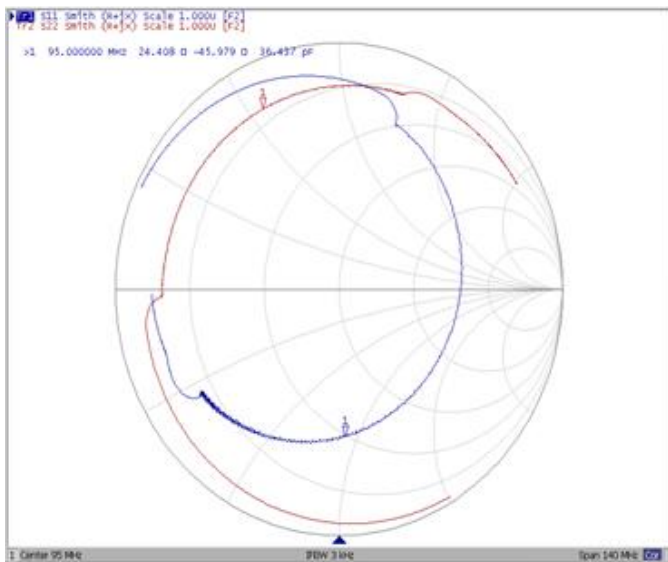 Tr1 S11 Smith (R+jX) Scale 1.000U [F2]
Tr2 S22 Smith (R+jX) Scale 1.000U [F2]
>1 95.000000 MHz 24.408 Ω -45.979 Ω 36.437 pF
1
1
1 Center 95 MHz IFBW 3 kHz Span 140 MHz Cor